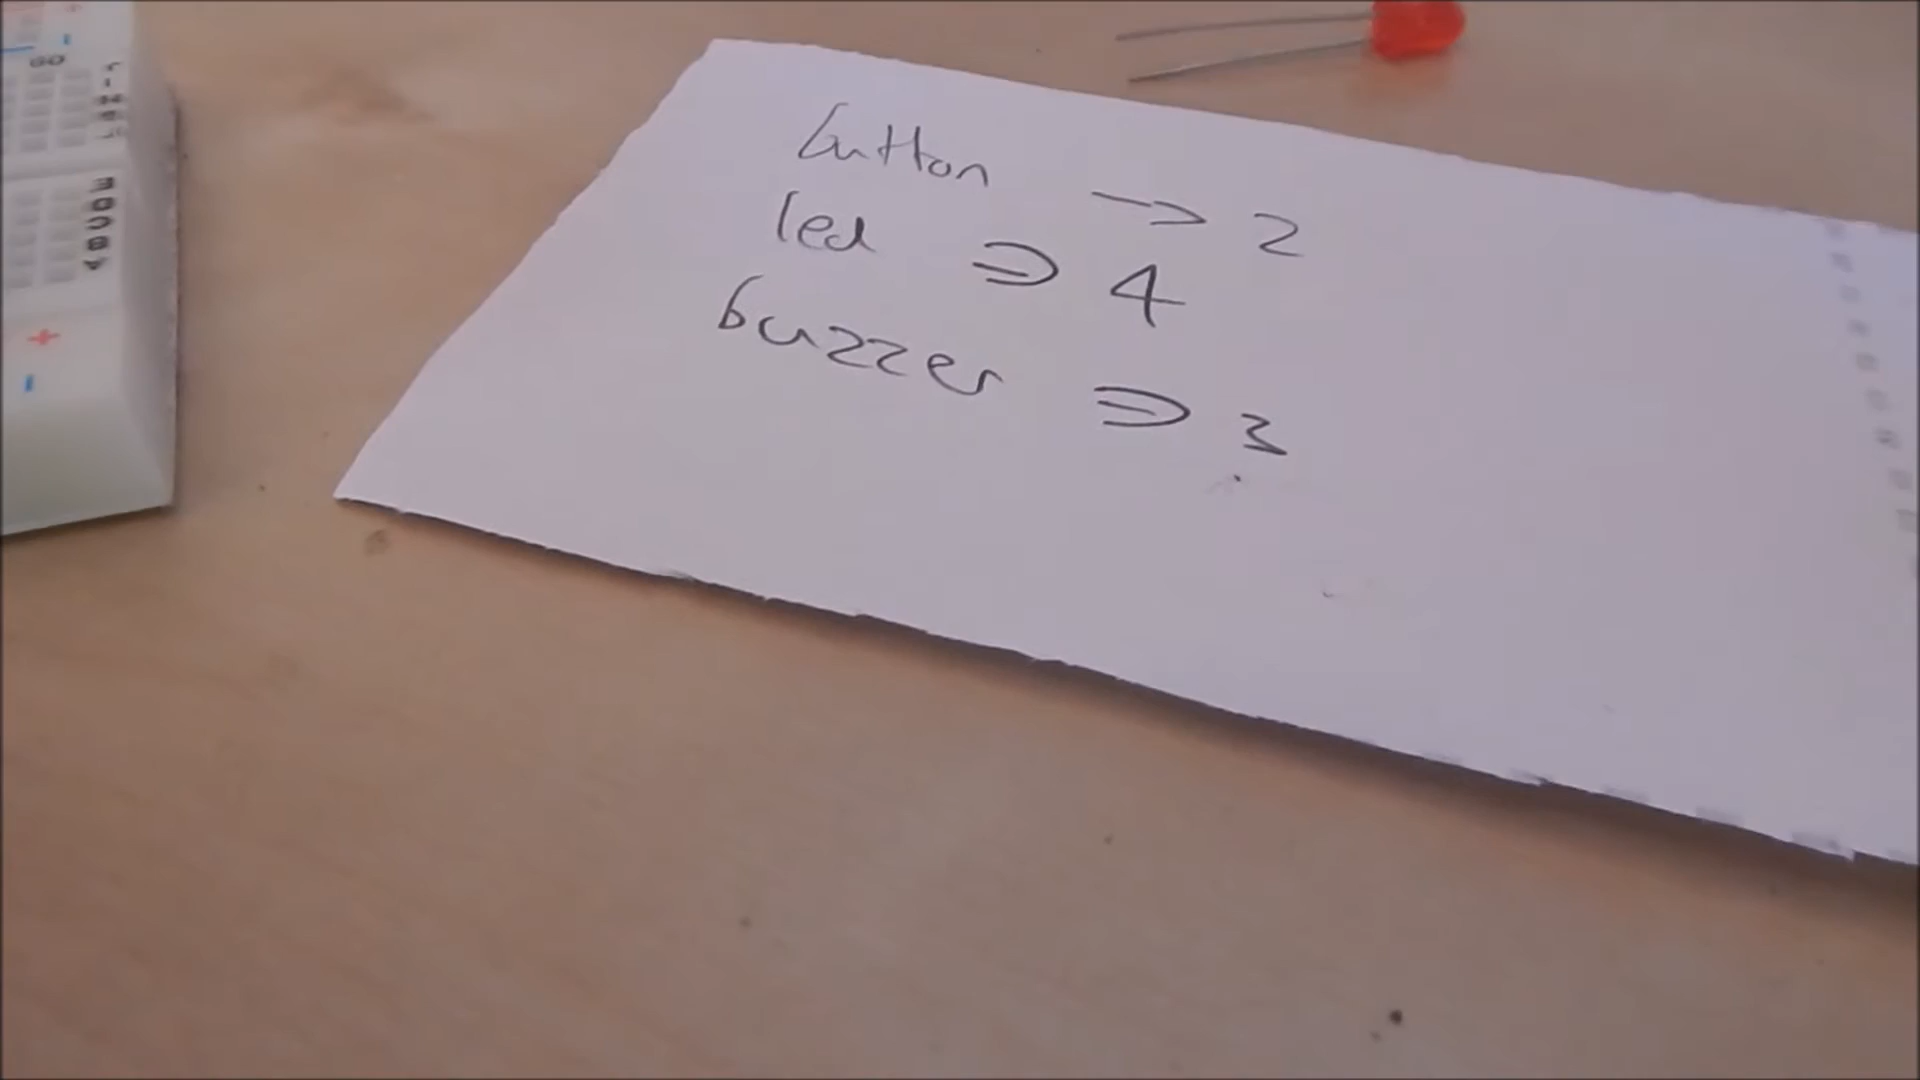 button → 2
led ⇒ 4
buzzer ⇒ 3